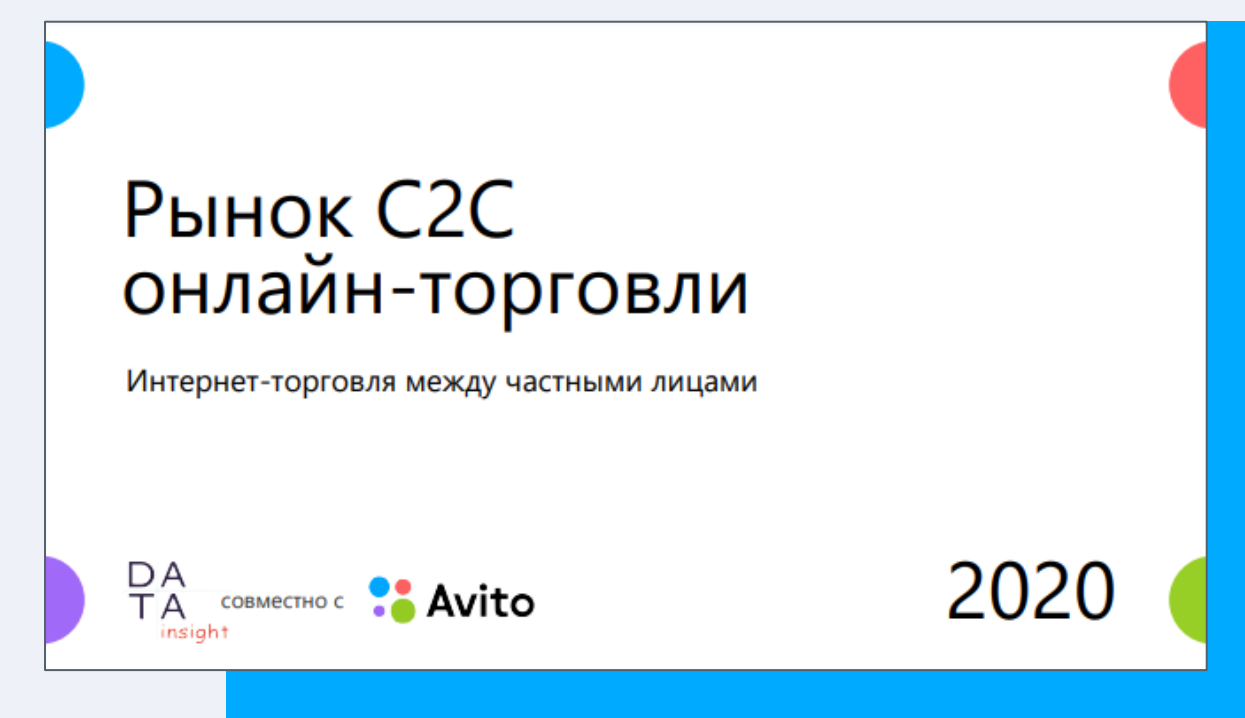 Рынок C2C
онлайн-торговли
Интернет-торговля между частными лицами
DA
TA
insight
совместно с
Avito
2020